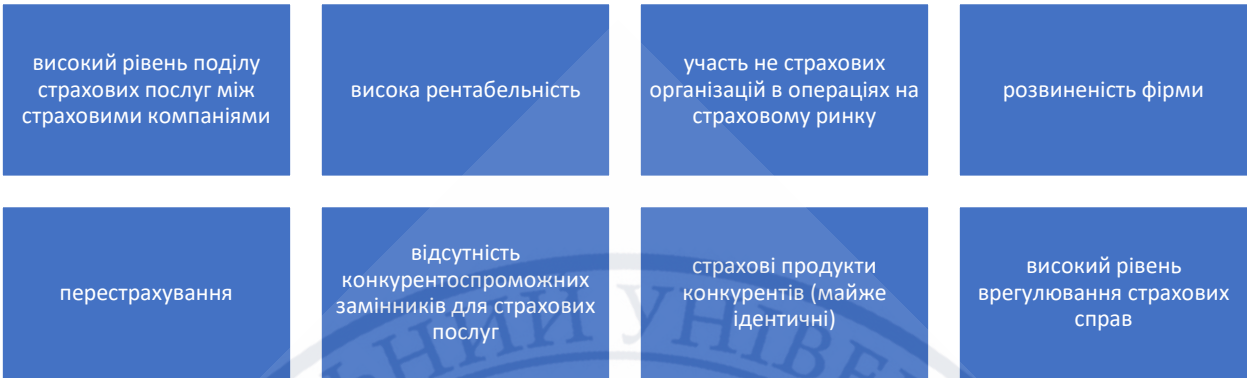 високий рівень поділу
страхових послуг між
страховими компаніями
висока рентабельність
участь не страхових
організацій в операціях на
страховому ринку
розвиненість фірми
перестрахування
відсутність
конкурентоспроможних
замінників для страхових
послуг
страхові продукти
конкурентів (майже
ідентичні)
високий рівень
врегулювання страхових
справ